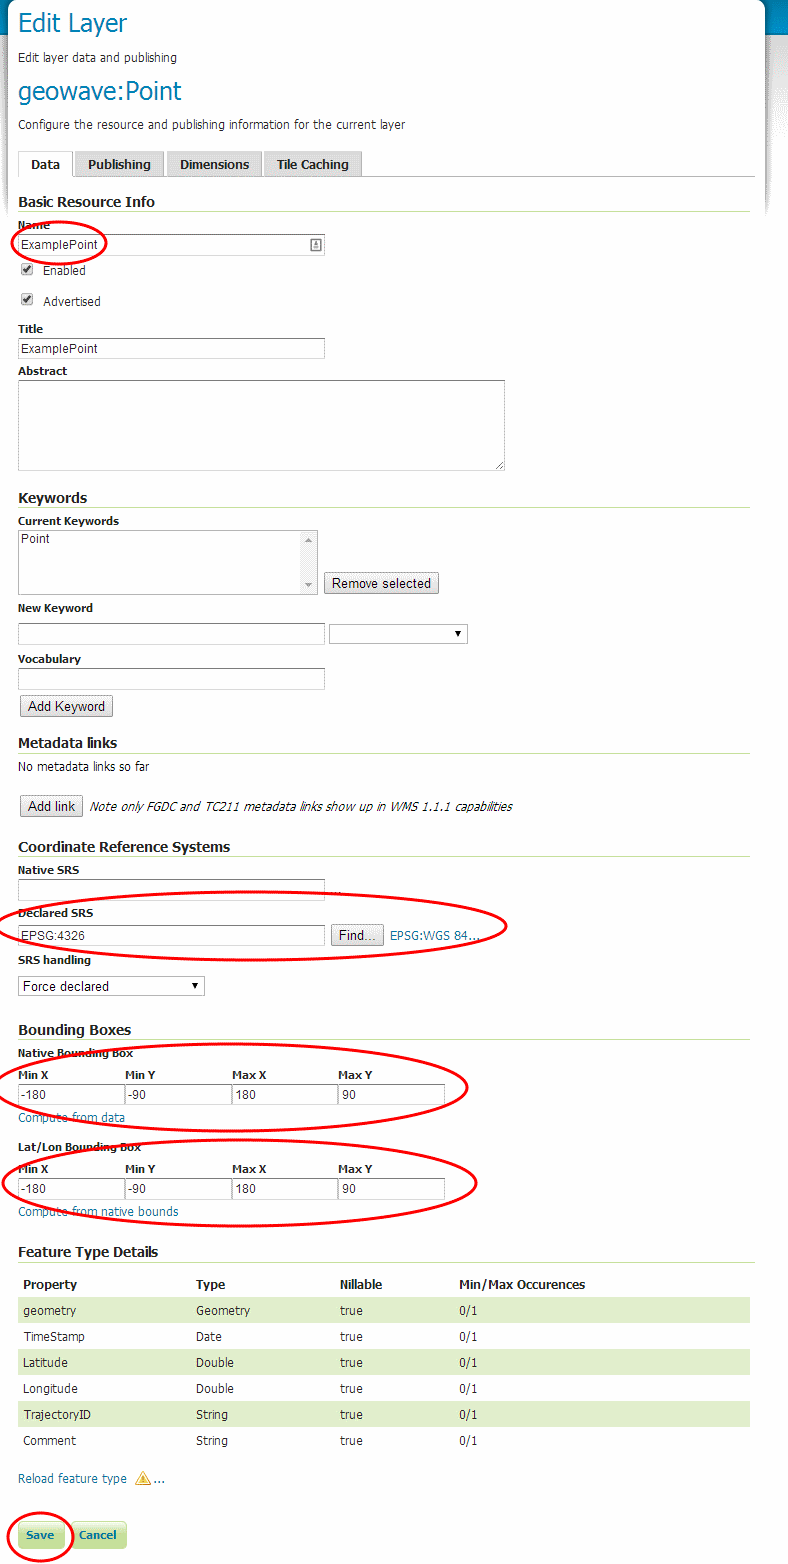 Edit Layer
Edit layer data and publishing
geowave:Point
Configure the resource and publishing information for the current layer
Data Publishing Dimensions Tile Caching
Basic Resource Info
Name
ExamplePoint
Enabled
Advertised
Title
ExamplePoint
Abstract
Keywords
Current Keywords
Point
Remove selected
New Keyword
Vocabulary
Add Keyword
Metadata links
No metadata links so far
Add link Note only FGDC and TC211 metadata links show up in WMS 1.1.1 capabilities
Coordinate Reference Systems
Native SRS
...
Declared SRS
EPSG:4326 Find... EPSG:WGS 84...
SRS handling
Force declared
Bounding Boxes
Native Bounding Box
Min X Min Y Max X Max Y
-180 -90 180 90
Compute from data
Lat/Lon Bounding Box
Min X Min Y Max X Max Y
-180 -90 180 90
Compute from native bounds
Feature Type Details
Property Type Nillable Min/Max Occurences
geometry Geometry true 0/1
TimeStamp Date true 0/1
Latitude Double true 0/1
Longitude Double true 0/1
TrajectoryID String true 0/1
Comment String true 0/1
Reload feature type ...
Save Cancel